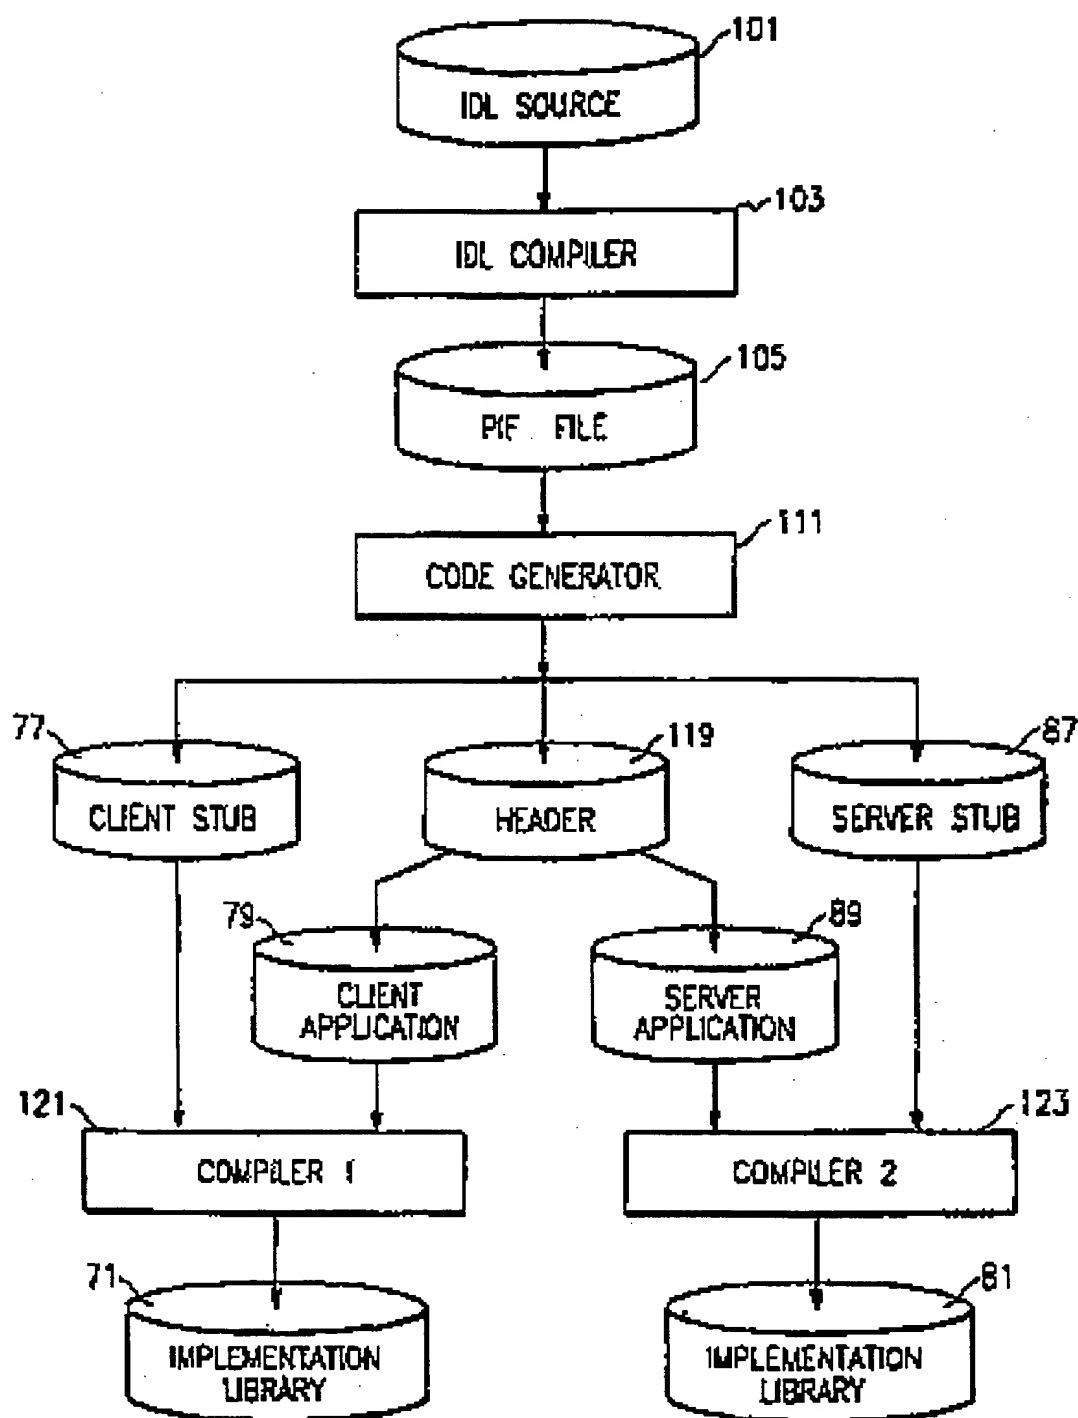 101
IDL SOURCE
103
IDL COMPILER
105
PIF FILE
111
CODE GENERATOR
77
119
87
CLIENT STUB
HEADER
SERVER STUB
79
89
CLIENT
APPLICATION
SERVER
APPLICATION
121
123
COMPILER 1
COMPILER 2
71
81
IMPLEMENTATION
LIBRARY
IMPLEMENTATION
LIBRARY